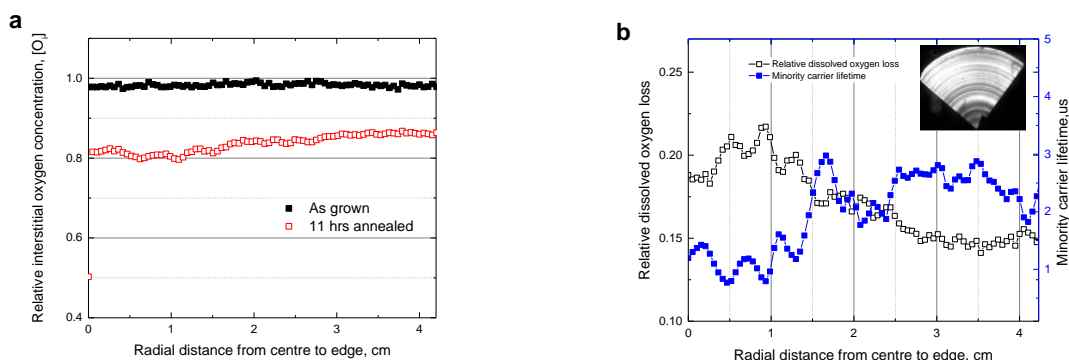 a
Relative interstitial oxygen concentration, [Oi]
1.0
0.8
0.6
0.4
As grown
11 hrs annealed
0
1
2
3
4
Radial distance from centre to edge, cm
b
Relative dissolved oxygen loss
0.25
0.20
0.15
0.10
Relative dissolved oxygen loss
Minority carrier lifetime
5
4
3
2
1
Minority carrier lifetime,us
0
1
2
3
4
Radial distance from centre to edge, cm